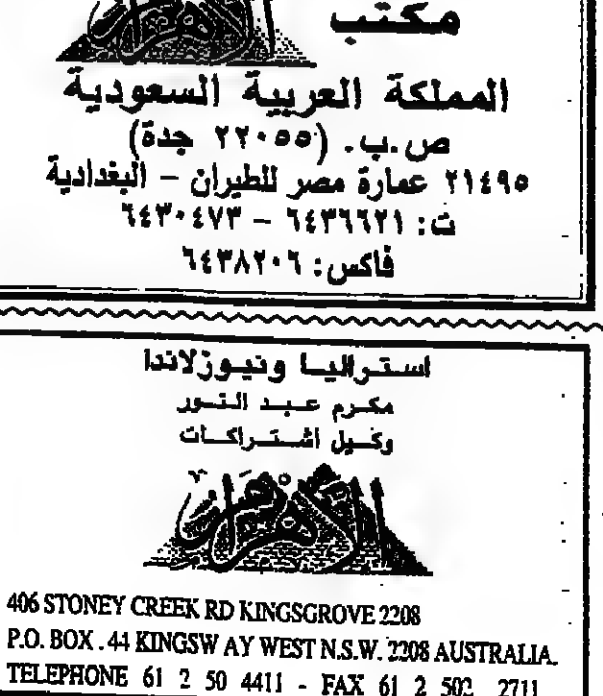 الأهرام
مكتب
المملكة العربية السعودية
ص.ب. (٢٢٠٥٥ جدة)
٢١٤٩٥ عمارة مصر للطيران – البغدادية
ت: ٦٤٣٦٦٢١ – ٦٤٣٠٤٧٣
فاكس: ٦٤٣٨٢٠٦
استراليا ونيوزلاندا
مكرم عبد النور
وكيل اشتراكات
الأهرام
406 STONEY CREEK RD KINGSGROVE 2208
P.O. BOX . 44 KINGSW AY WEST N.S.W. 2208 AUSTRALIA.
TELEPHONE 61 2 50 4411 - FAX 61 2 502 2711